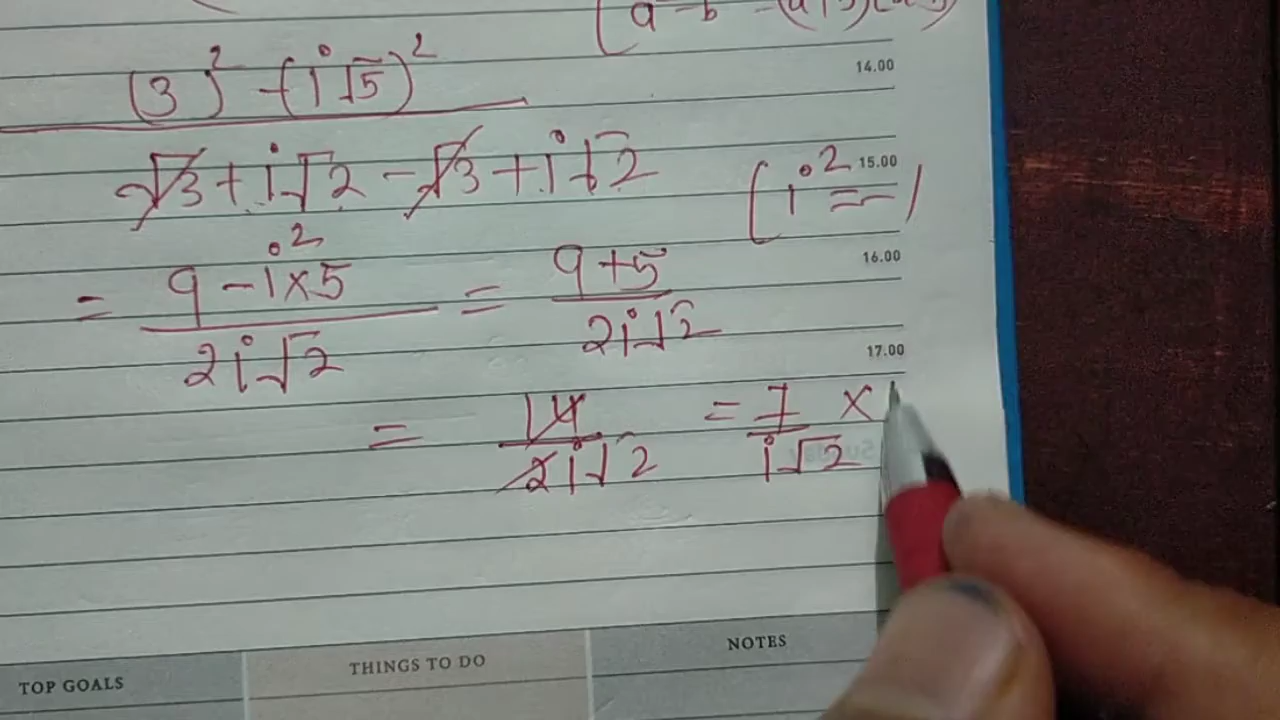 [a² - b² = (a+b)(a-b)
(3)² - (i√5)²
14.00
√3 + i√2 - √3 + i√2
[i² = -1
15.00
= 9 - i² × 5 / 2i√2 = 9 + 5 / 2i√2
16.00
17.00
= 14 / 2i√2 = 7 / i√2 ×
TOP GOALS
THINGS TO DO
NOTES